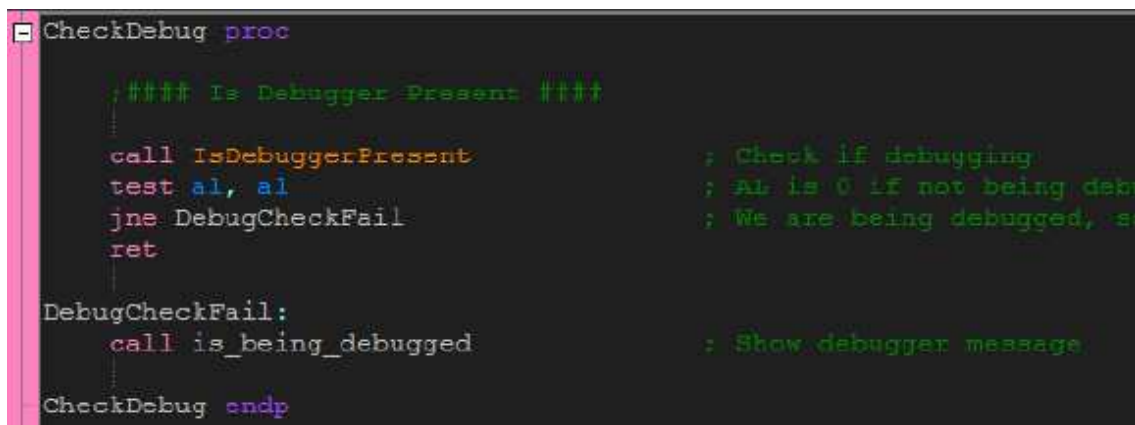 CheckDebug proc
;#### Is Debugger Present ####
call IsDebuggerPresent ; Check if debugging
test al, al ; AL is 0 if not being debu
jne DebugCheckFail ; We are being debugged, s
ret
DebugCheckFail:
call is_being_debugged ; Show debugger message
CheckDebug endp